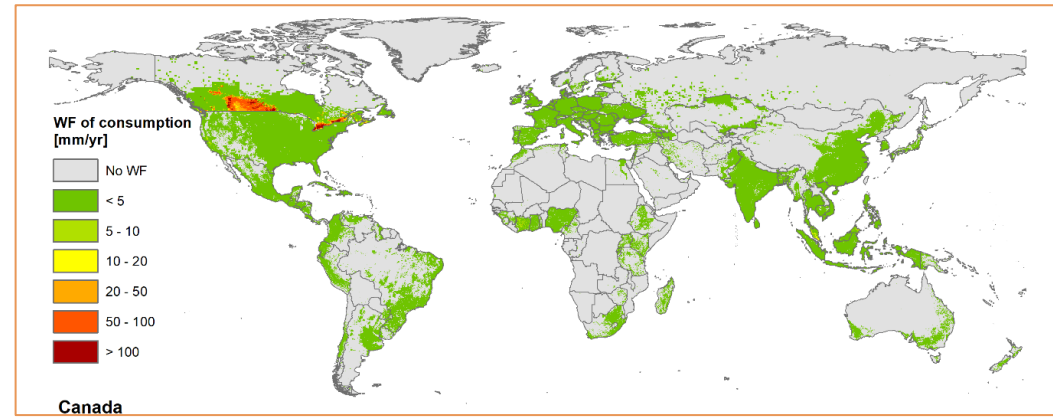 WF of consumption
[mm/yr]
No WF
< 5
5 - 10
10 - 20
20 - 50
50 - 100
> 100
Canada